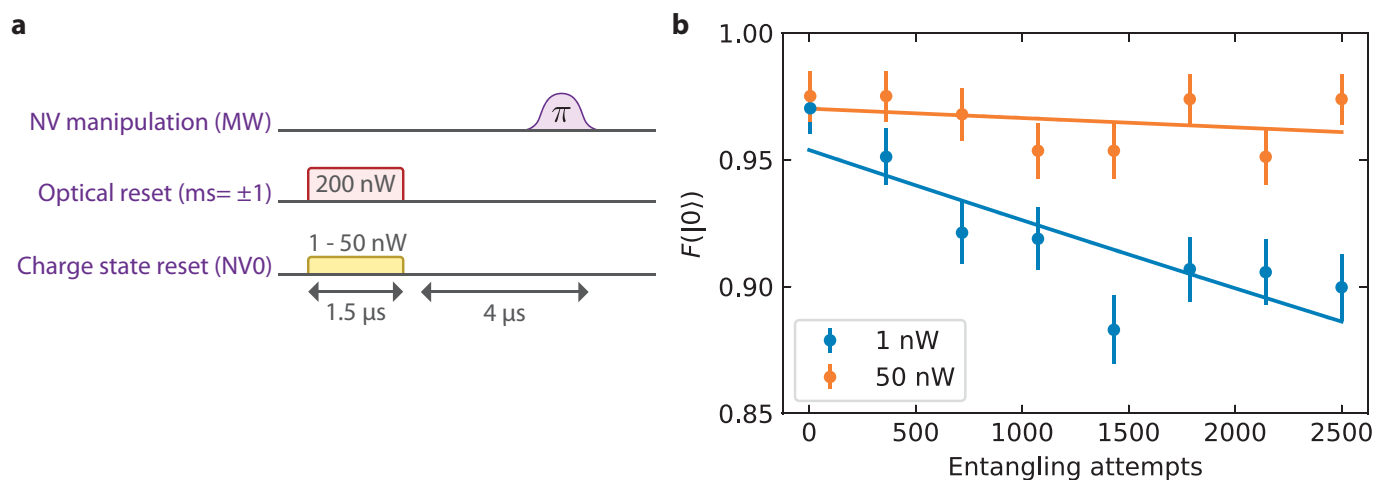 a
NV manipulation (MW)
π
Optical reset (ms= ±1)
200 nW
Charge state reset (NV0)
1 - 50 nW
1.5 μs
4 μs
b
1.00
0.95
0.90
0.85
F(|0⟩)
1 nW
50 nW
0 500 1000 1500 2000 2500
Entangling attempts